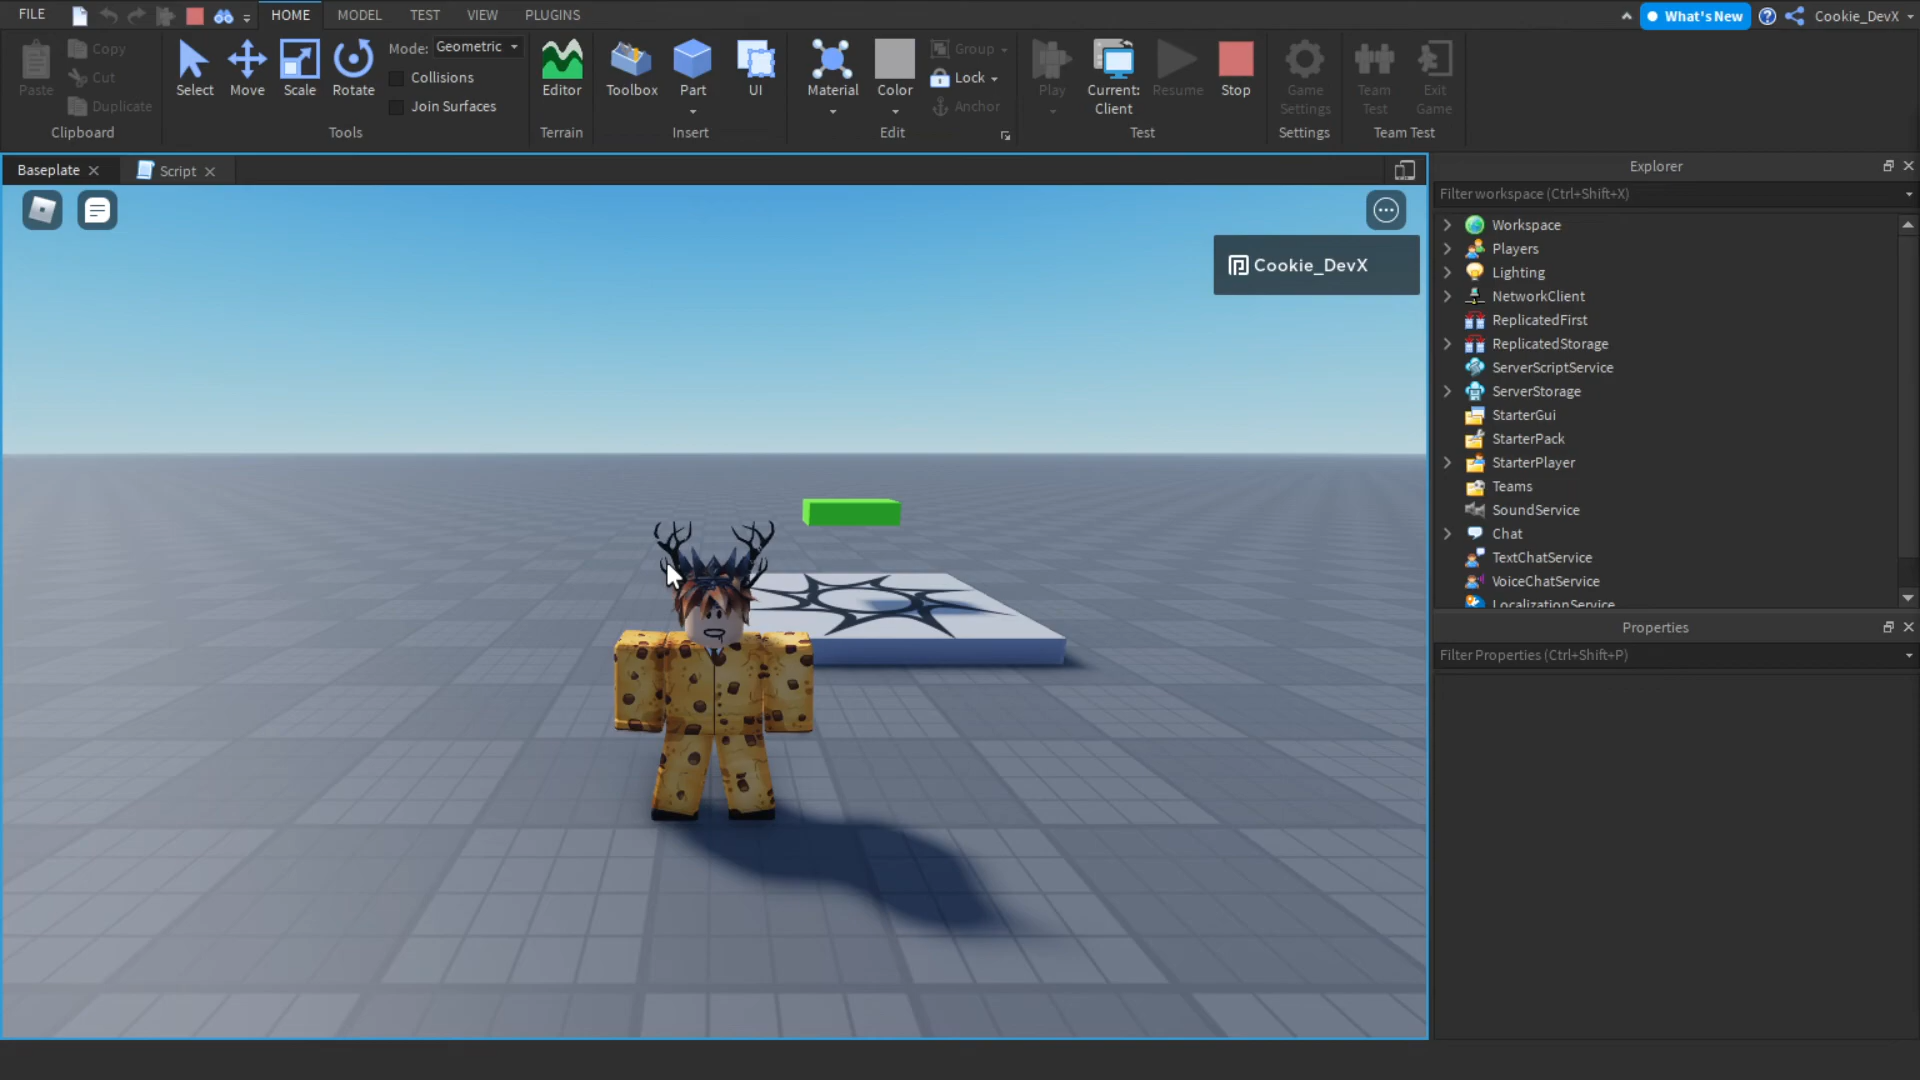 FILE HOME MODEL TEST VIEW PLUGINS What's New Cookie_DevX
Paste Copy Cut Duplicate Clipboard
Select Move Scale Rotate Mode: Geometric Collisions Join Surfaces Tools
Editor Terrain
Toolbox Part UI Insert
Material Color Group Lock Anchor Edit
Play Current: Client Resume Stop Test
Game Settings Settings
Team Test Exit Game Team Test
Baseplate Script
Cookie_DevX
Explorer
Filter workspace (Ctrl+Shift+X)
Workspace
Players
Lighting
NetworkClient
ReplicatedFirst
ReplicatedStorage
ServerScriptService
ServerStorage
StarterGui
StarterPack
StarterPlayer
Teams
SoundService
Chat
TextChatService
VoiceChatService
LocalizationService
Properties
Filter Properties (Ctrl+Shift+P)